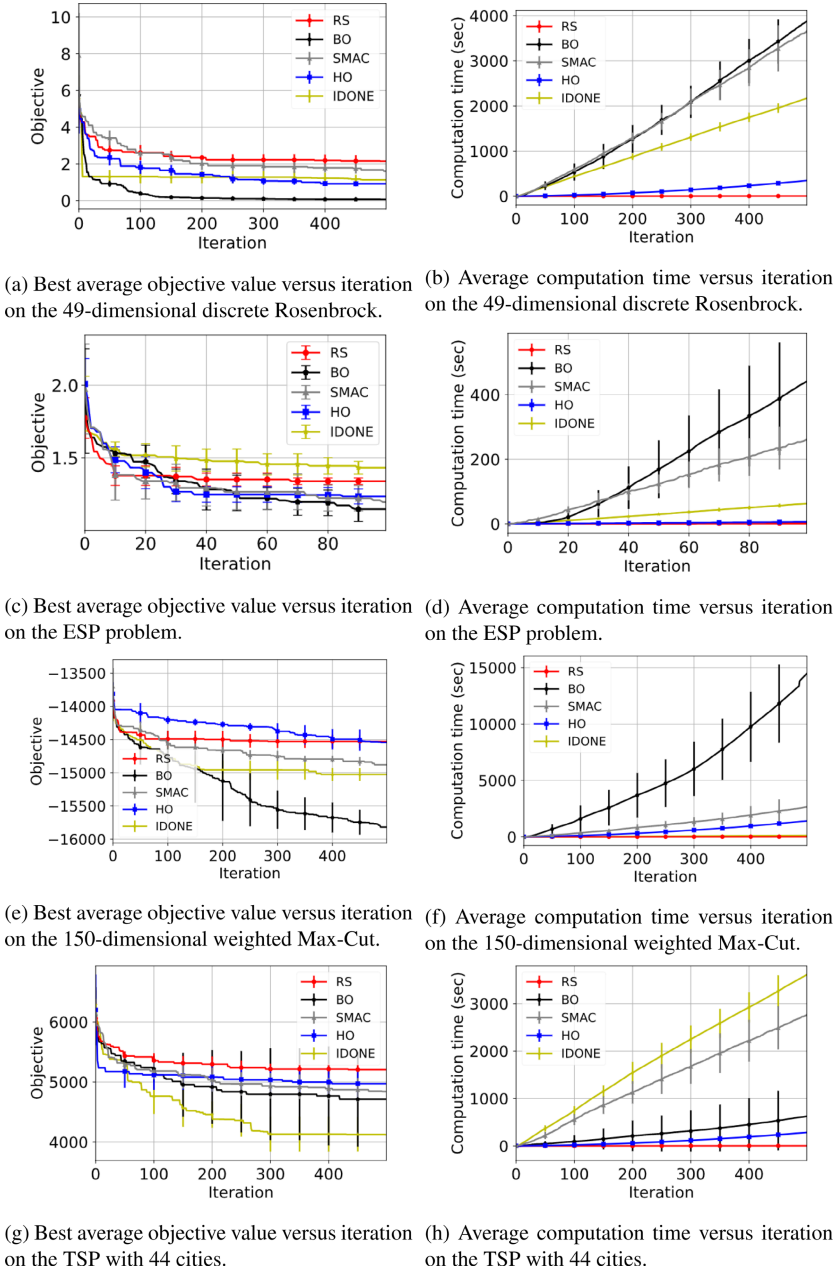 10
8
6
4
2
0
Objective
0 100 200 300 400
Iteration
RS
BO
SMAC
HO
IDONE
4000
3000
2000
1000
0
Computation time (sec)
0 100 200 300 400
Iteration
RS
BO
SMAC
HO
IDONE
(a) Best average objective value versus iteration
on the 49-dimensional discrete Rosenbrock.
(b) Average computation time versus iteration
on the 49-dimensional discrete Rosenbrock.
2.0
1.5
Objective
0 20 40 60 80
Iteration
RS
BO
SMAC
HO
IDONE
400
200
0
Computation time (sec)
0 20 40 60 80
Iteration
RS
BO
SMAC
HO
IDONE
(c) Best average objective value versus iteration
on the ESP problem.
(d) Average computation time versus iteration
on the ESP problem.
−13500
−14000
−14500
−15000
−15500
−16000
Objective
0 100 200 300 400
Iteration
RS
BO
SMAC
HO
IDONE
15000
10000
5000
0
Computation time (sec)
0 100 200 300 400
Iteration
RS
BO
SMAC
HO
IDONE
(e) Best average objective value versus iteration
on the 150-dimensional weighted Max-Cut.
(f) Average computation time versus iteration
on the 150-dimensional weighted Max-Cut.
6000
5000
4000
Objective
0 100 200 300 400
Iteration
RS
BO
SMAC
HO
IDONE
3000
2000
1000
0
Computation time (sec)
0 100 200 300 400
Iteration
RS
BO
SMAC
HO
IDONE
(g) Best average objective value versus iteration
on the TSP with 44 cities.
(h) Average computation time versus iteration
on the TSP with 44 cities.